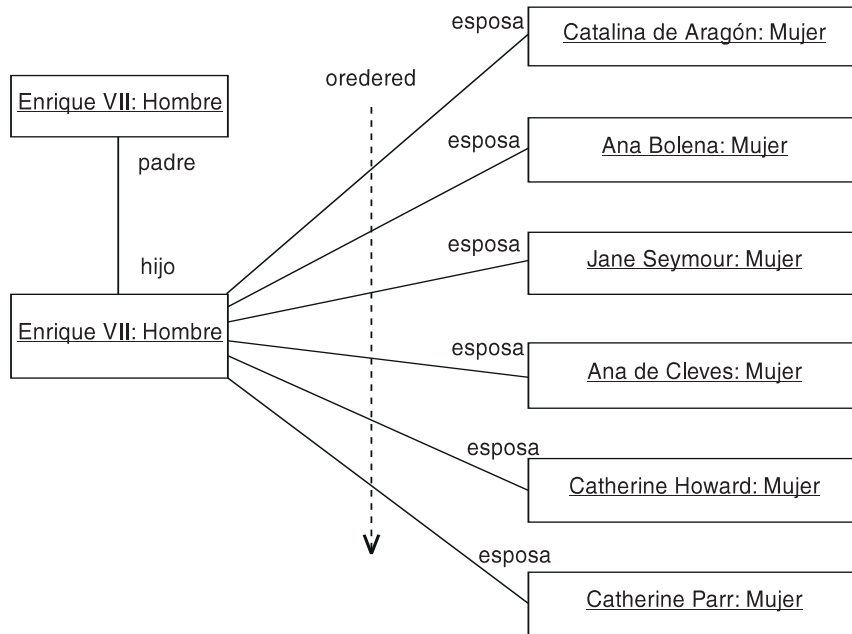 esposa
Catalina de Aragón: Mujer
oredered
Enrique VII: Hombre
padre
esposa
Ana Bolena: Mujer
esposa
Jane Seymour: Mujer
hijo
Enrique VII: Hombre
esposa
Ana de Cleves: Mujer
esposa
Catherine Howard: Mujer
esposa
Catherine Parr: Mujer